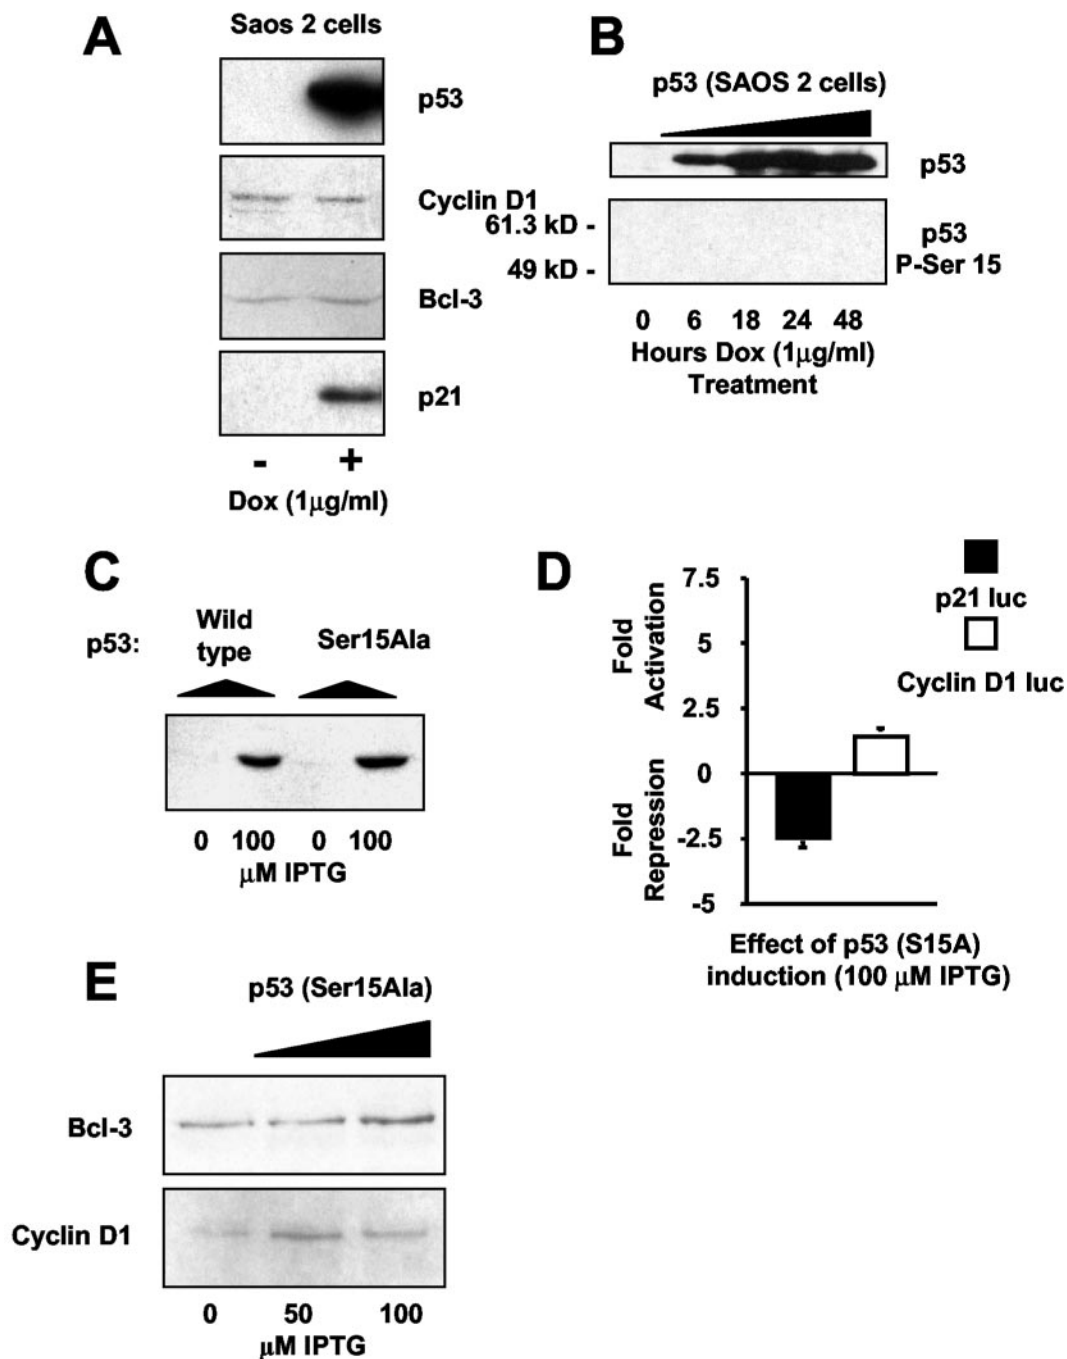 A
Saos 2 cells
p53
Cyclin D1
Bcl-3
p21
- +
Dox (1μg/ml)
B
p53 (SAOS 2 cells)
p53
61.3 kD -
49 kD -
p53
P-Ser 15
0 6 18 24 48
Hours Dox (1μg/ml)
Treatment
C
p53:
Wild
type
Ser15Ala
0 100 0 100
μM IPTG
D
p21 luc
Cyclin D1 luc
Fold
Activation
Fold
Repression
7.5
5
2.5
0
-2.5
-5
Effect of p53 (S15A)
induction (100 μM IPTG)
E
p53 (Ser15Ala)
Bcl-3
Cyclin D1
0 50 100
μM IPTG